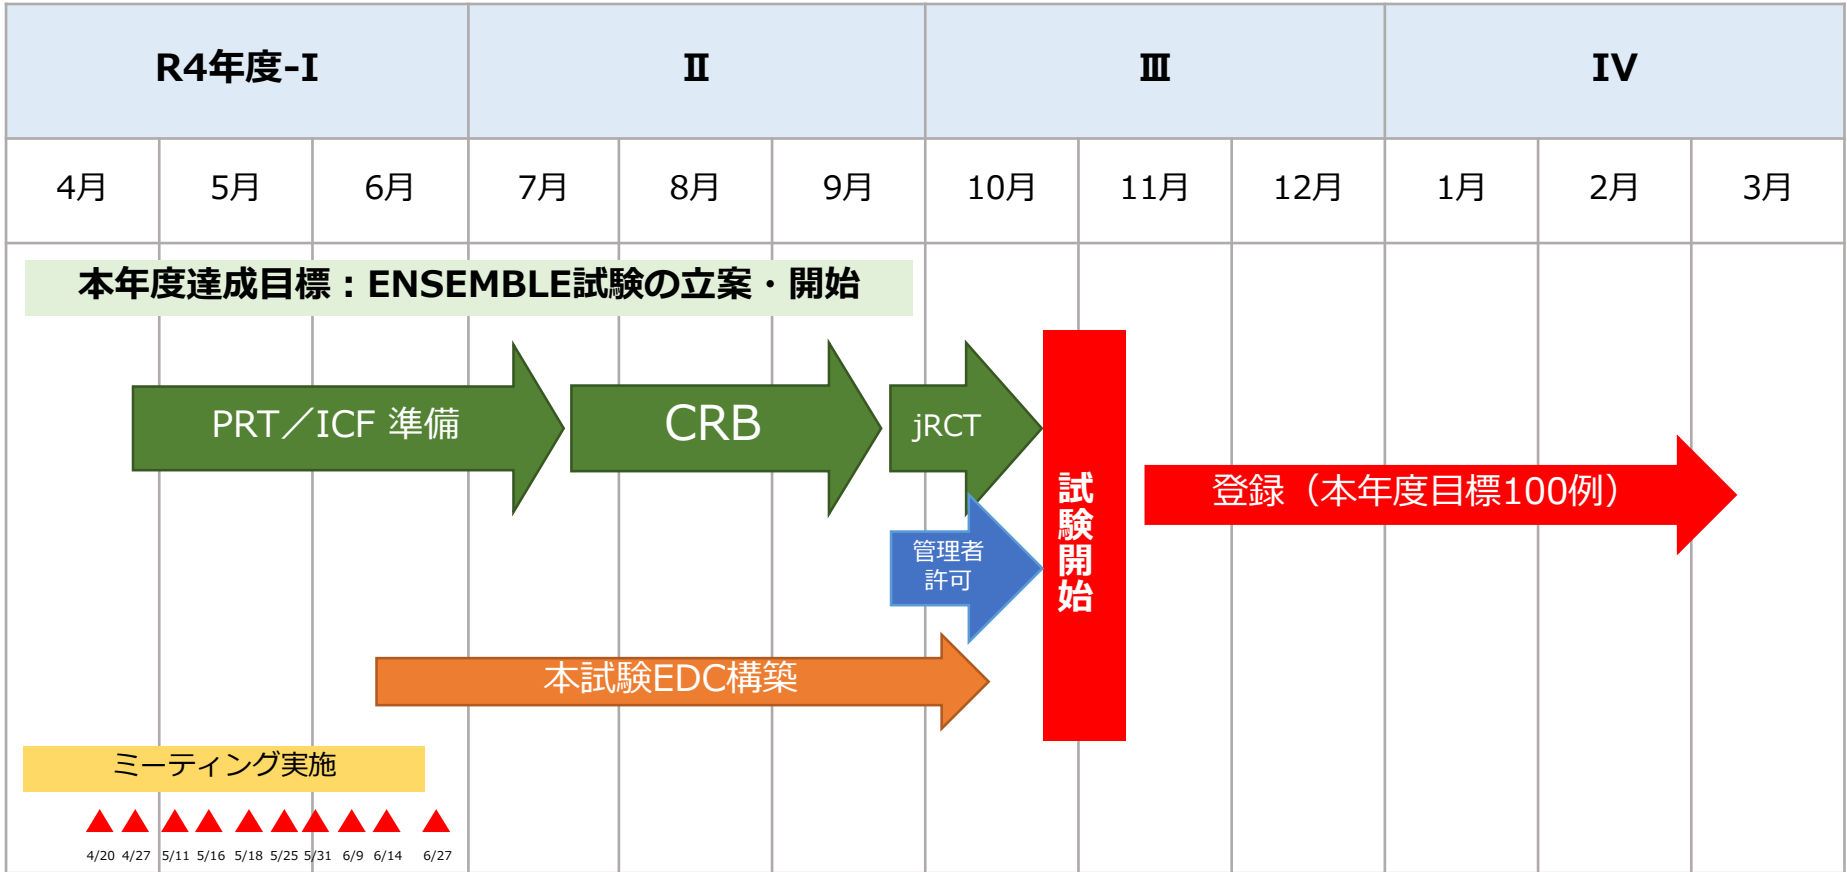 R4年度-I Ⅱ Ⅲ IV
4月 5月 6月 7月 8月 9月 10月 11月 12月 1月 2月 3月
本年度達成目標：ENSEMBLE試験の立案・開始
PRT／ICF 準備
CRB
jRCT
管理者
許可
試験開始
登録（本年度目標100例）
本試験EDC構築
ミーティング実施
4/20 4/27 5/11 5/16 5/18 5/25 5/31 6/9 6/14 6/27